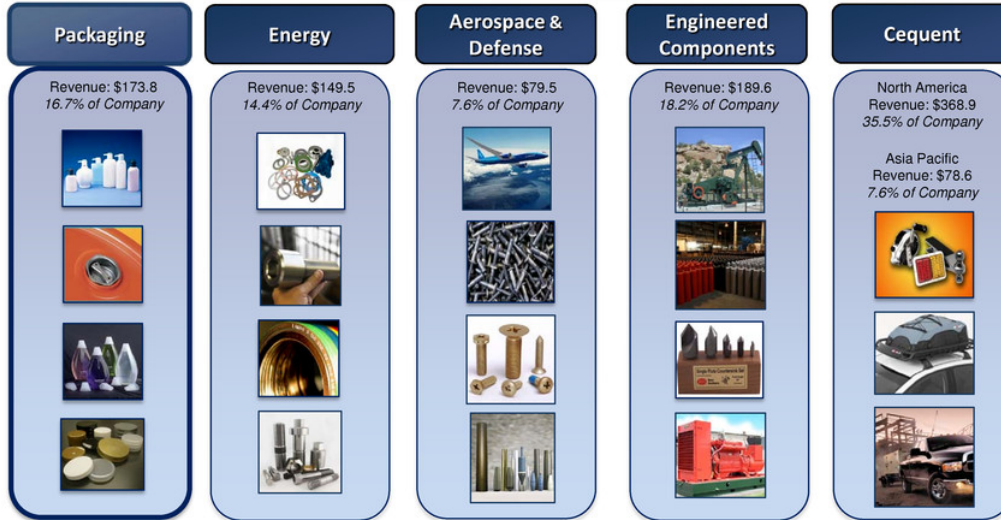 Packaging
Revenue: $173.8
16.7% of Company
Energy
Revenue: $149.5
14.4% of Company
Aerospace &
Defense
Revenue: $79.5
7.6% of Company
Engineered
Components
Revenue: $189.6
18.2% of Company
Cequent
North America
Revenue: $368.9
35.5% of Company
Asia Pacific
Revenue: $78.6
7.6% of Company